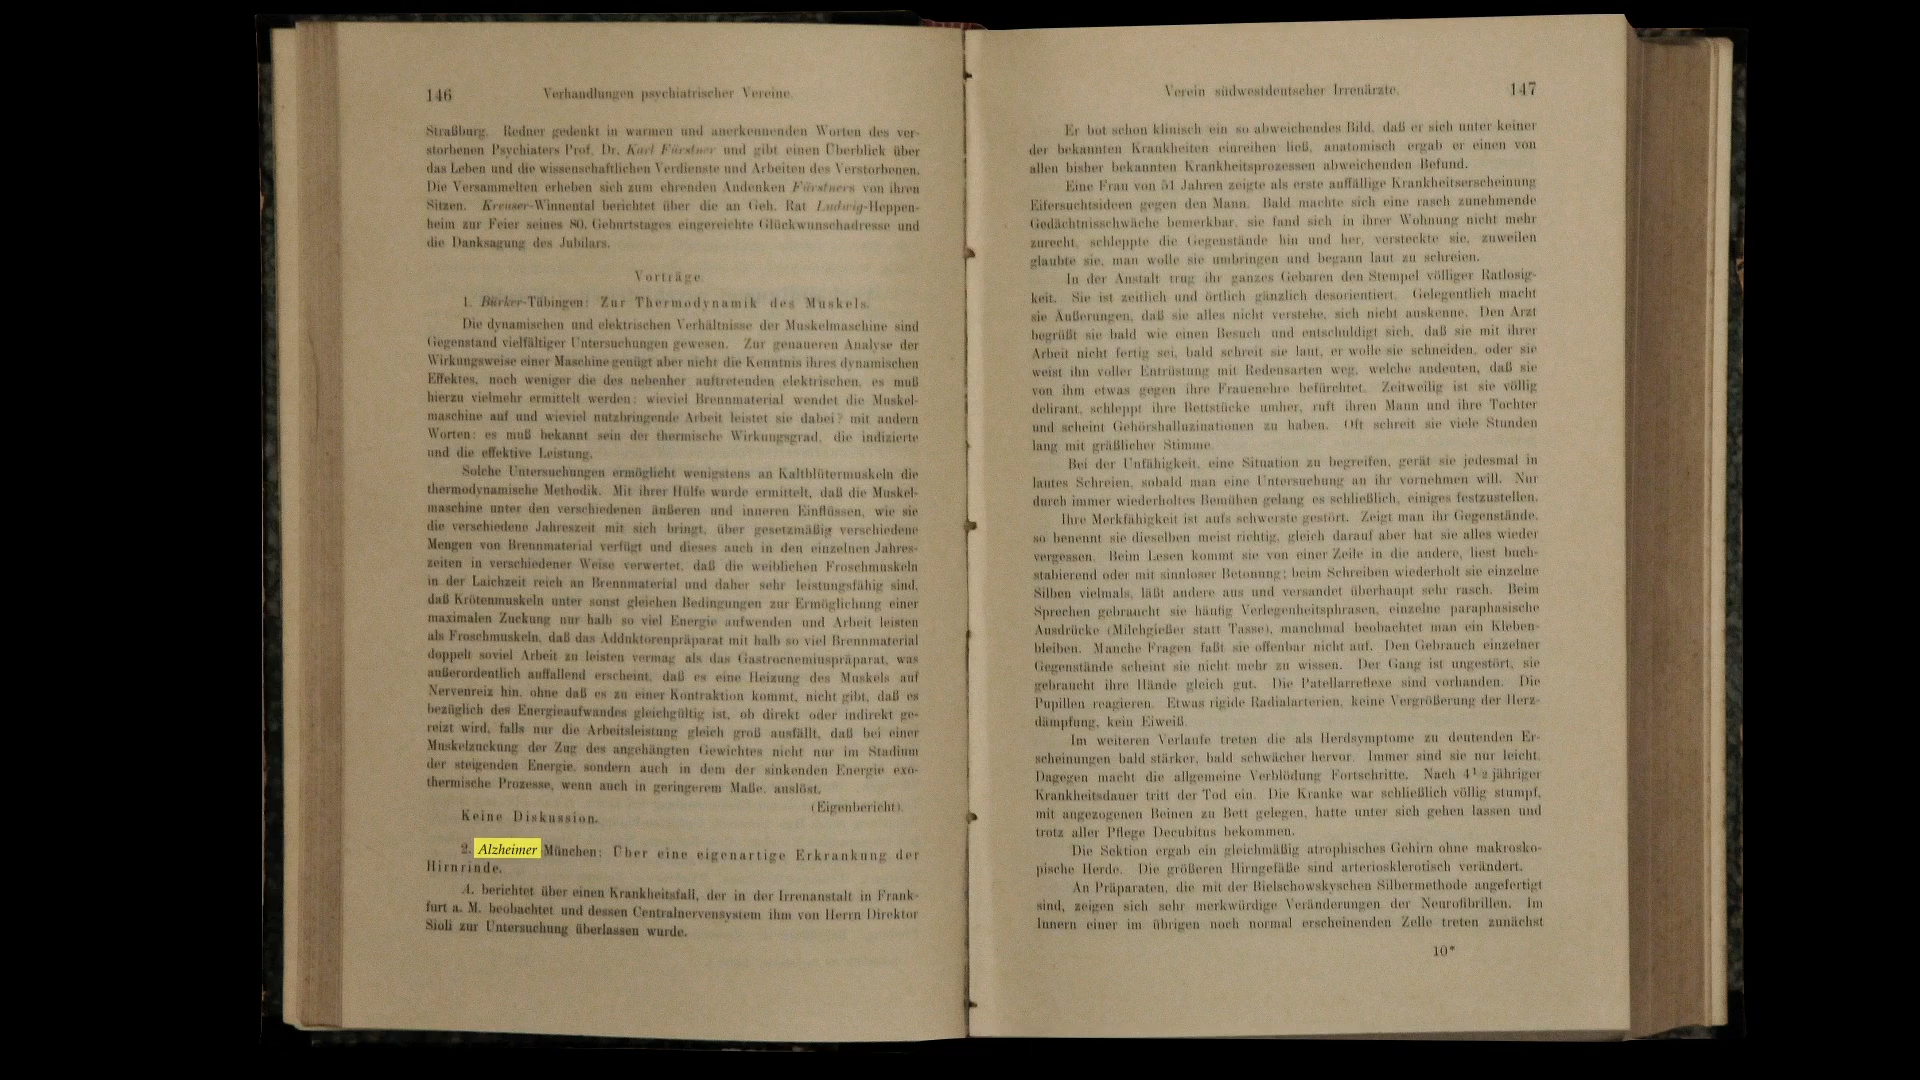 146 Verhandlungen psychiatrischer Vereine.
Straßburg. Redner gedenkt in warmen und anerkennenden Worten des ver-
storbenen Psychiaters Prof. Dr. Karl Fürstner und gibt einen Überblick über
das Leben und die wissenschaftlichen Verdienste und Arbeiten des Verstorbenen.
Die Versammelten erheben sich zum ehrenden Andenken Fürstners von ihren
Sitzen. Kreuser-Winnental berichtet über die an Geh. Rat Ludwig-Heppen-
heim zur Feier seines 80. Geburtstages eingereichte Glückwunschadresse und
die Danksagung des Jubilars.
Vorträge.
1. Bürker-Tübingen: Zur Thermodynamik des Muskels.
Die dynamischen und elektrischen Verhältnisse der Muskelmaschine sind
Gegenstand vielfältiger Untersuchungen gewesen. Zur genaueren Analyse der
Wirkungsweise einer Maschine genügt aber nicht die Kenntnis ihres dynamischen
Effektes, noch weniger die des nebenher auftretenden elektrischen, es muß
hierzu vielmehr ermittelt werden: wieviel Brennmaterial wendet die Muskel-
maschine auf und wieviel nutzbringende Arbeit leistet sie dabei? mit andern
Worten: es muß bekannt sein der thermische Wirkungsgrad, die indizierte
und die effektive Leistung.
Solche Untersuchungen ermöglicht wenigstens an Kaltblütermuskeln die
thermodynamische Methodik. Mit ihrer Hülfe wurde ermittelt, daß die Muskel-
maschine unter den verschiedenen äußeren und inneren Einflüssen, wie sie
die verschiedene Jahreszeit mit sich bringt, über gesetzmäßig verschiedene
Mengen von Brennmaterial verfügt und dieses auch in den einzelnen Jahres-
zeiten in verschiedener Weise verwertet, daß die weiblichen Froschmuskeln
in der Laichzeit reich an Brennmaterial und daher sehr leistungsfähig sind,
daß Krötenmuskeln unter sonst gleichen Bedingungen zur Ermöglichung einer
maximalen Zuckung nur halb so viel Energie aufwenden und Arbeit leisten
als Froschmuskeln, daß das Adduktorenpräparat mit halb so viel Brennmaterial
doppelt soviel Arbeit zu leisten vermag als das Gastrocnemiuspräparat, was
außerordentlich auffallend erscheint, daß es eine Heizung des Muskels auf
Nervenreiz hin, ohne daß es zu einer Kontraktion kommt, nicht gibt, daß es
bezüglich des Energieaufwandes gleichgültig ist, ob direkt oder indirekt ge-
reizt wird, falls nur die Arbeitsleistung gleich groß ausfällt, daß bei einer
Muskelzuckung der Zug des angehängten Gewichtes nicht nur im Stadium
der steigenden Energie, sondern auch in dem der sinkenden Energie exo-
thermische Prozesse, wenn auch in geringerem Maße, auslöst.
(Eigenbericht).
Keine Diskussion.
2. Alzheimer München: Über eine eigenartige Erkrankung der
Hirnrinde.
A. berichtet über einen Krankheitsfall, der in der Irrenanstalt in Frank-
furt a. M. beobachtet und dessen Centralnervensystem ihm von Herrn Direktor
Sioli zur Untersuchung überlassen wurde.
Verein südwestdeutscher Irrenärzte. 147
Er bot schon klinisch ein so abweichendes Bild, daß er sich unter keiner
der bekannten Krankheiten einreihen ließ, anatomisch ergab er einen von
allen bisher bekannten Krankheitsprozessen abweichenden Befund.
Eine Frau von 51 Jahren zeigte als erste auffällige Krankheitserscheinung
Eifersuchtsideen gegen den Mann. Bald machte sich eine rasch zunehmende
Gedächtnisschwäche bemerkbar, sie fand sich in ihrer Wohnung nicht mehr
zurecht, schleppte die Gegenstände hin und her, versteckte sie, zuweilen
glaubte sie, man wolle sie umbringen und begann laut zu schreien.
In der Anstalt trug ihr ganzes Gebaren den Stempel völliger Ratlosig-
keit. Sie ist zeitlich und örtlich gänzlich desorientiert. Gelegentlich macht
sie Äußerungen, daß sie alles nicht verstehe, sich nicht auskenne. Den Arzt
begrüßt sie bald wie einen Besuch und entschuldigt sich, daß sie mit ihrer
Arbeit nicht fertig sei, bald schreit sie laut, er wolle sie schneiden, oder sie
weist ihn voller Entrüstung mit Redensarten weg, welche andeuten, daß sie
von ihm etwas gegen ihre Frauenehre befürchtet. Zeitweilig ist sie völlig
delirant, schleppt ihre Bettstücke umher, ruft ihren Mann und ihre Tochter
und scheint Gehörshalluzinationen zu haben. Oft schreit sie viele Stunden
lang mit gräßlicher Stimme.
Bei der Unfähigkeit, eine Situation zu begreifen, gerät sie jedesmal in
lautes Schreien, sobald man eine Untersuchung an ihr vornehmen will. Nur
durch immer wiederholtes Bemühen gelang es schließlich, einiges festzustellen.
Ihre Merkfähigkeit ist aufs schwerste gestört. Zeigt man ihr Gegenstände,
so benennt sie dieselben meist richtig, gleich darauf aber hat sie alles wieder
vergessen. Beim Lesen kommt sie von einer Zeile in die andere, liest buch-
stabierend oder mit sinnloser Betonung; beim Schreiben wiederholt sie einzelne
Silben vielmals, läßt andere aus und versandet überhaupt sehr rasch. Beim
Sprechen gebraucht sie häufig Verlegenheitsphrasen, einzelne paraphasische
Ausdrücke (Milchgießer statt Tasse), manchmal beobachtet man ein Kleben-
bleiben. Manche Fragen faßt sie offenbar nicht auf. Den Gebrauch einzelner
Gegenstände scheint sie nicht mehr zu wissen. Der Gang ist ungestört, sie
gebraucht ihre Hände gleich gut. Die Patellarreflexe sind vorhanden. Die
Pupillen reagieren. Etwas rigide Radialarterien, keine Vergrößerung der Herz-
dämpfung, kein Eiweiß.
Im weiteren Verlaufe treten die als Herdsymptome zu deutenden Er-
scheinungen bald stärker, bald schwächer hervor. Immer sind sie nur leicht.
Dagegen macht die allgemeine Verblödung Fortschritte. Nach 4½ jähriger
Krankheitsdauer tritt der Tod ein. Die Kranke war schließlich völlig stumpf,
mit angezogenen Beinen zu Bett gelegen, hatte unter sich gehen lassen und
trotz aller Pflege Decubitus bekommen.
Die Sektion ergab ein gleichmäßig atrophisches Gehirn ohne makrosko-
pische Herde. Die größeren Hirngefäße sind arteriosklerotisch verändert.
An Präparaten, die mit der Bielschowskyschen Silbermethode angefertigt
sind, zeigen sich sehr merkwürdige Veränderungen der Neurofibrillen. Im
Innern einer im übrigen noch normal erscheinenden Zelle treten zunächst
10*